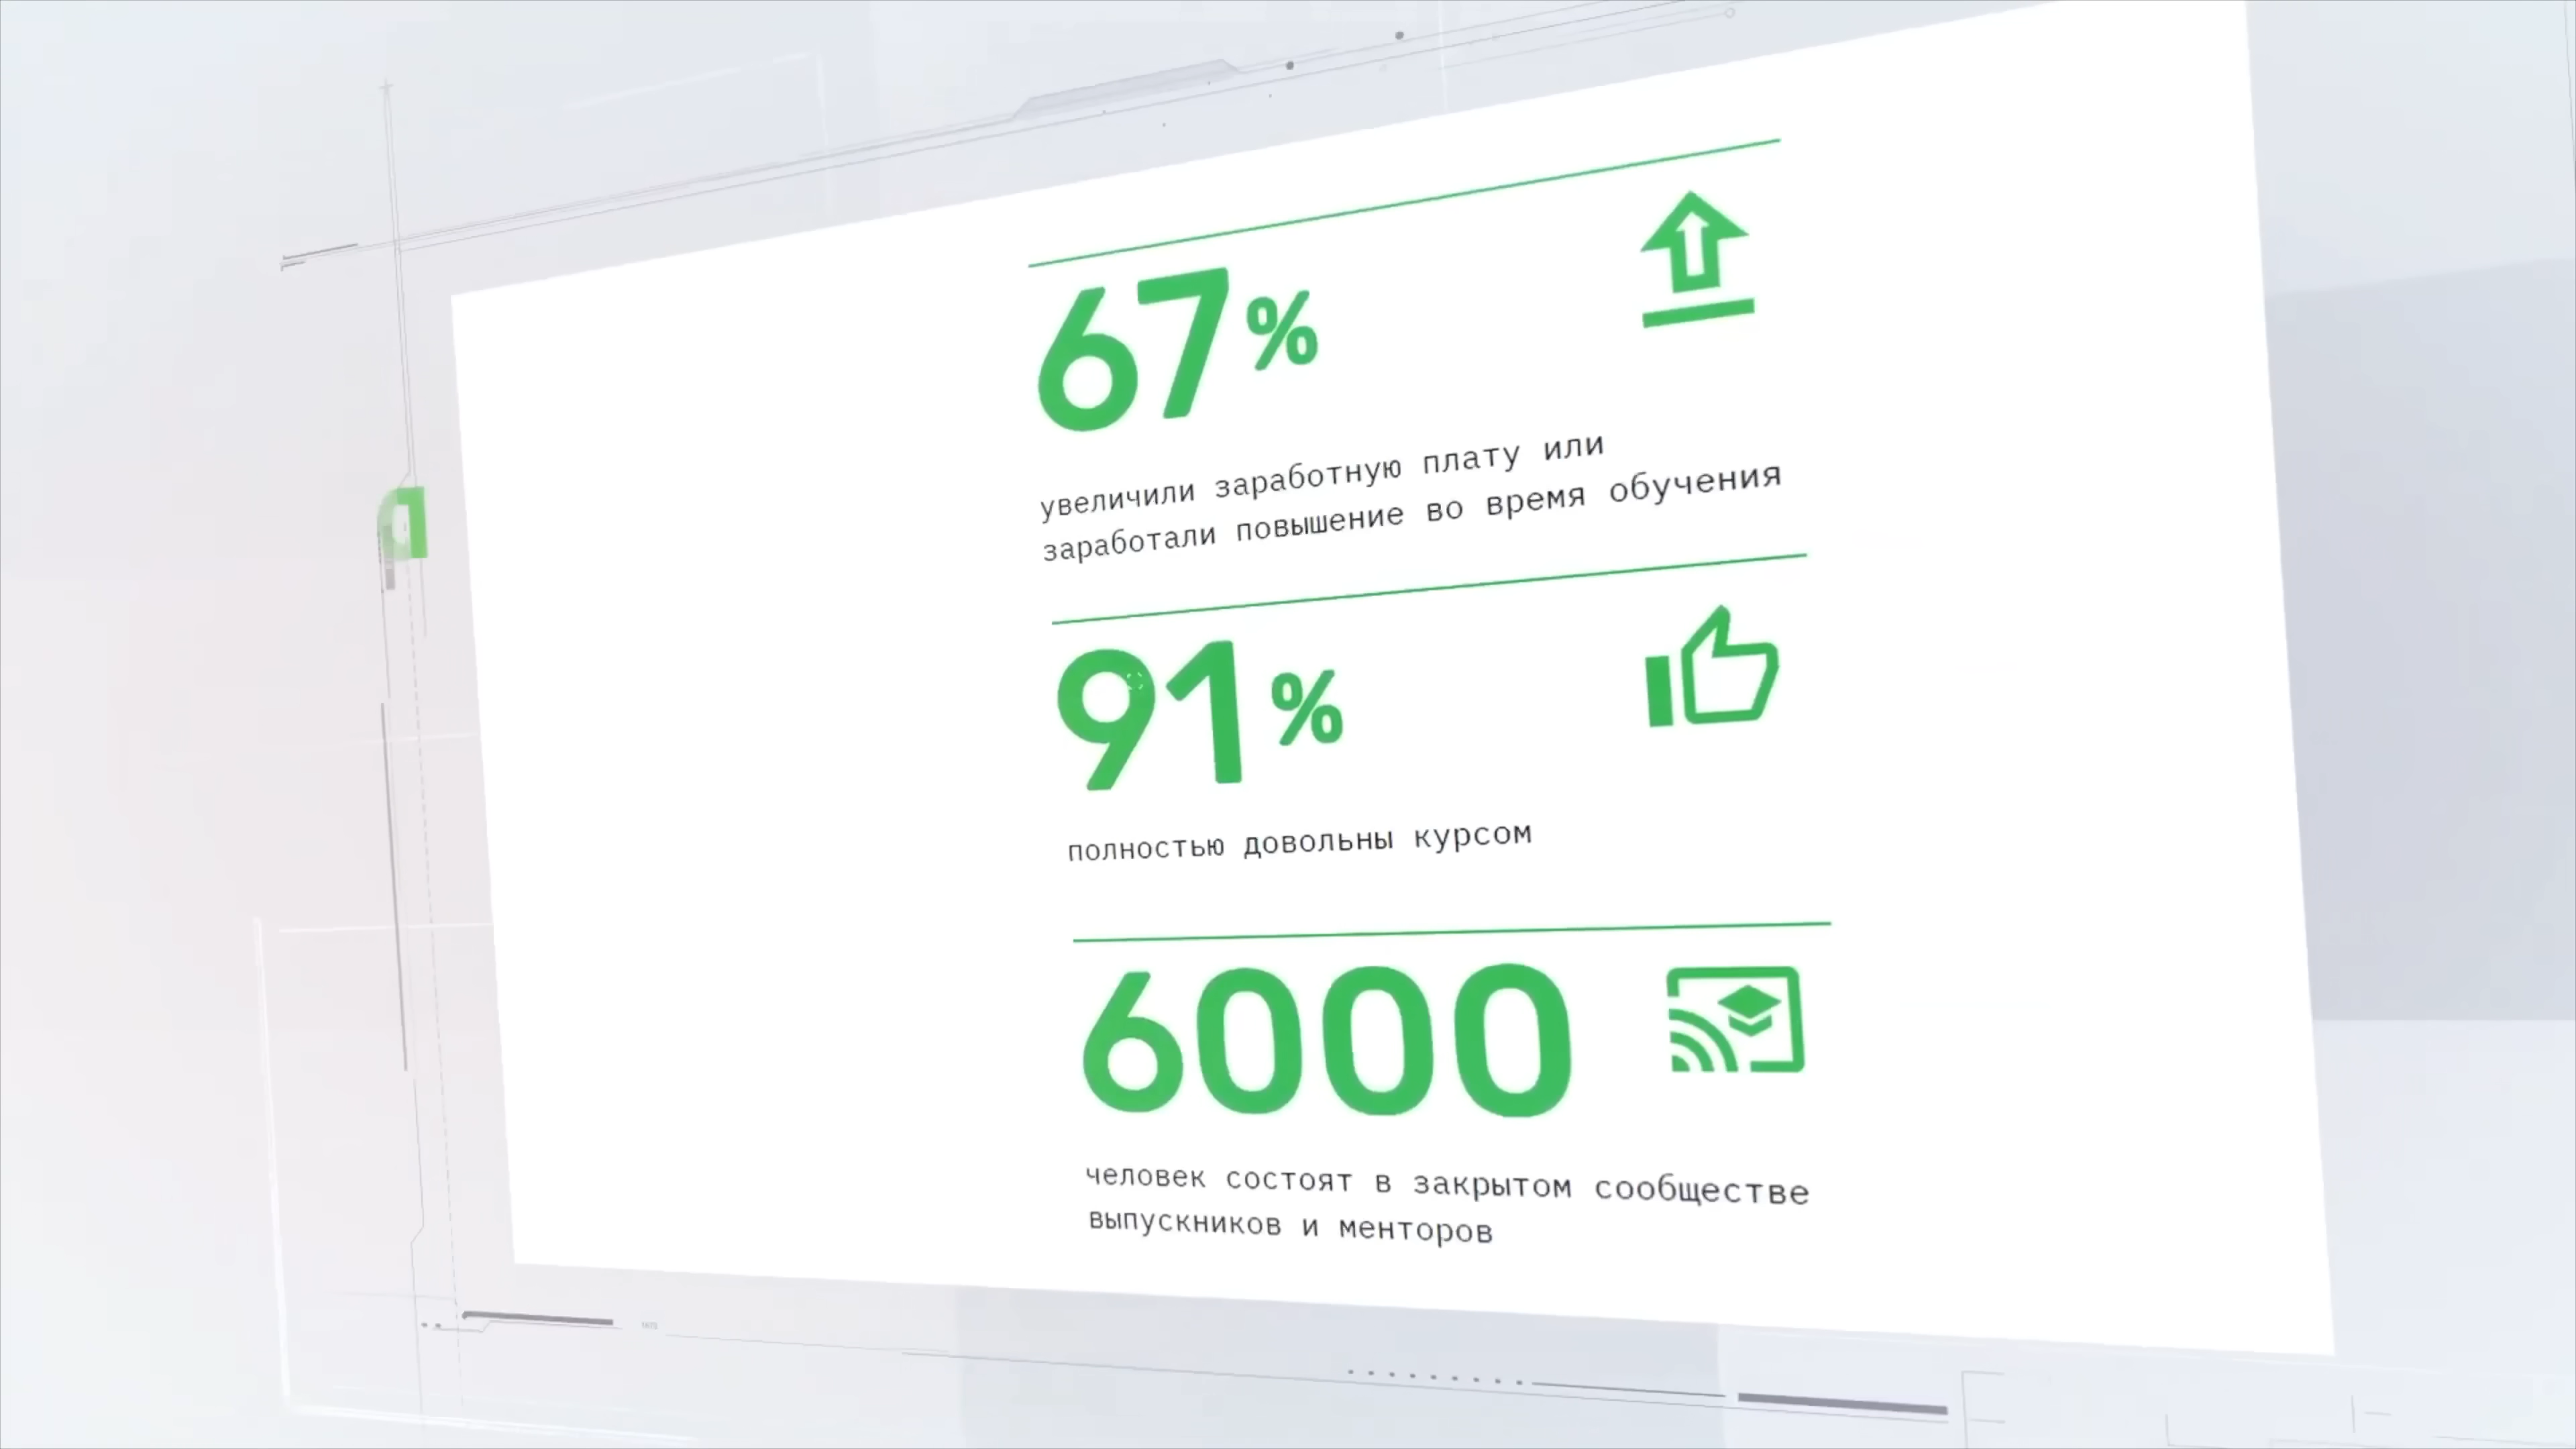 67%
увеличили заработную плату или
заработали повышение во время обучения
91%
полностью довольны курсом
6000
человек состоят в закрытом сообществе
выпускников и менторов